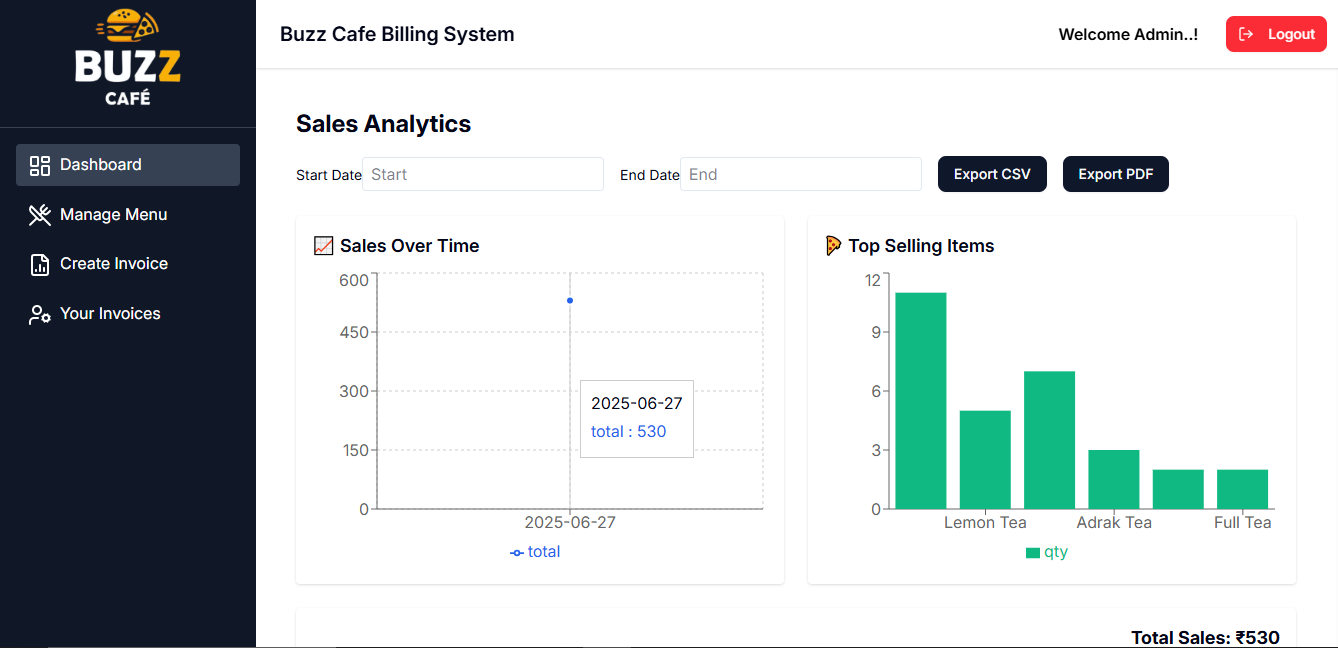 BUZZ
CAFÉ
Buzz Cafe Billing System
Welcome Admin..!
Logout
Dashboard
Manage Menu
Create Invoice
Your Invoices
Sales Analytics
Start Date Start End Date End Export CSV Export PDF
Sales Over Time
600
450
300
150
0
2025-06-27
total : 530
2025-06-27
total
Top Selling Items
12
9
6
3
0
Lemon Tea Adrak Tea Full Tea
qty
Total Sales: ₹530